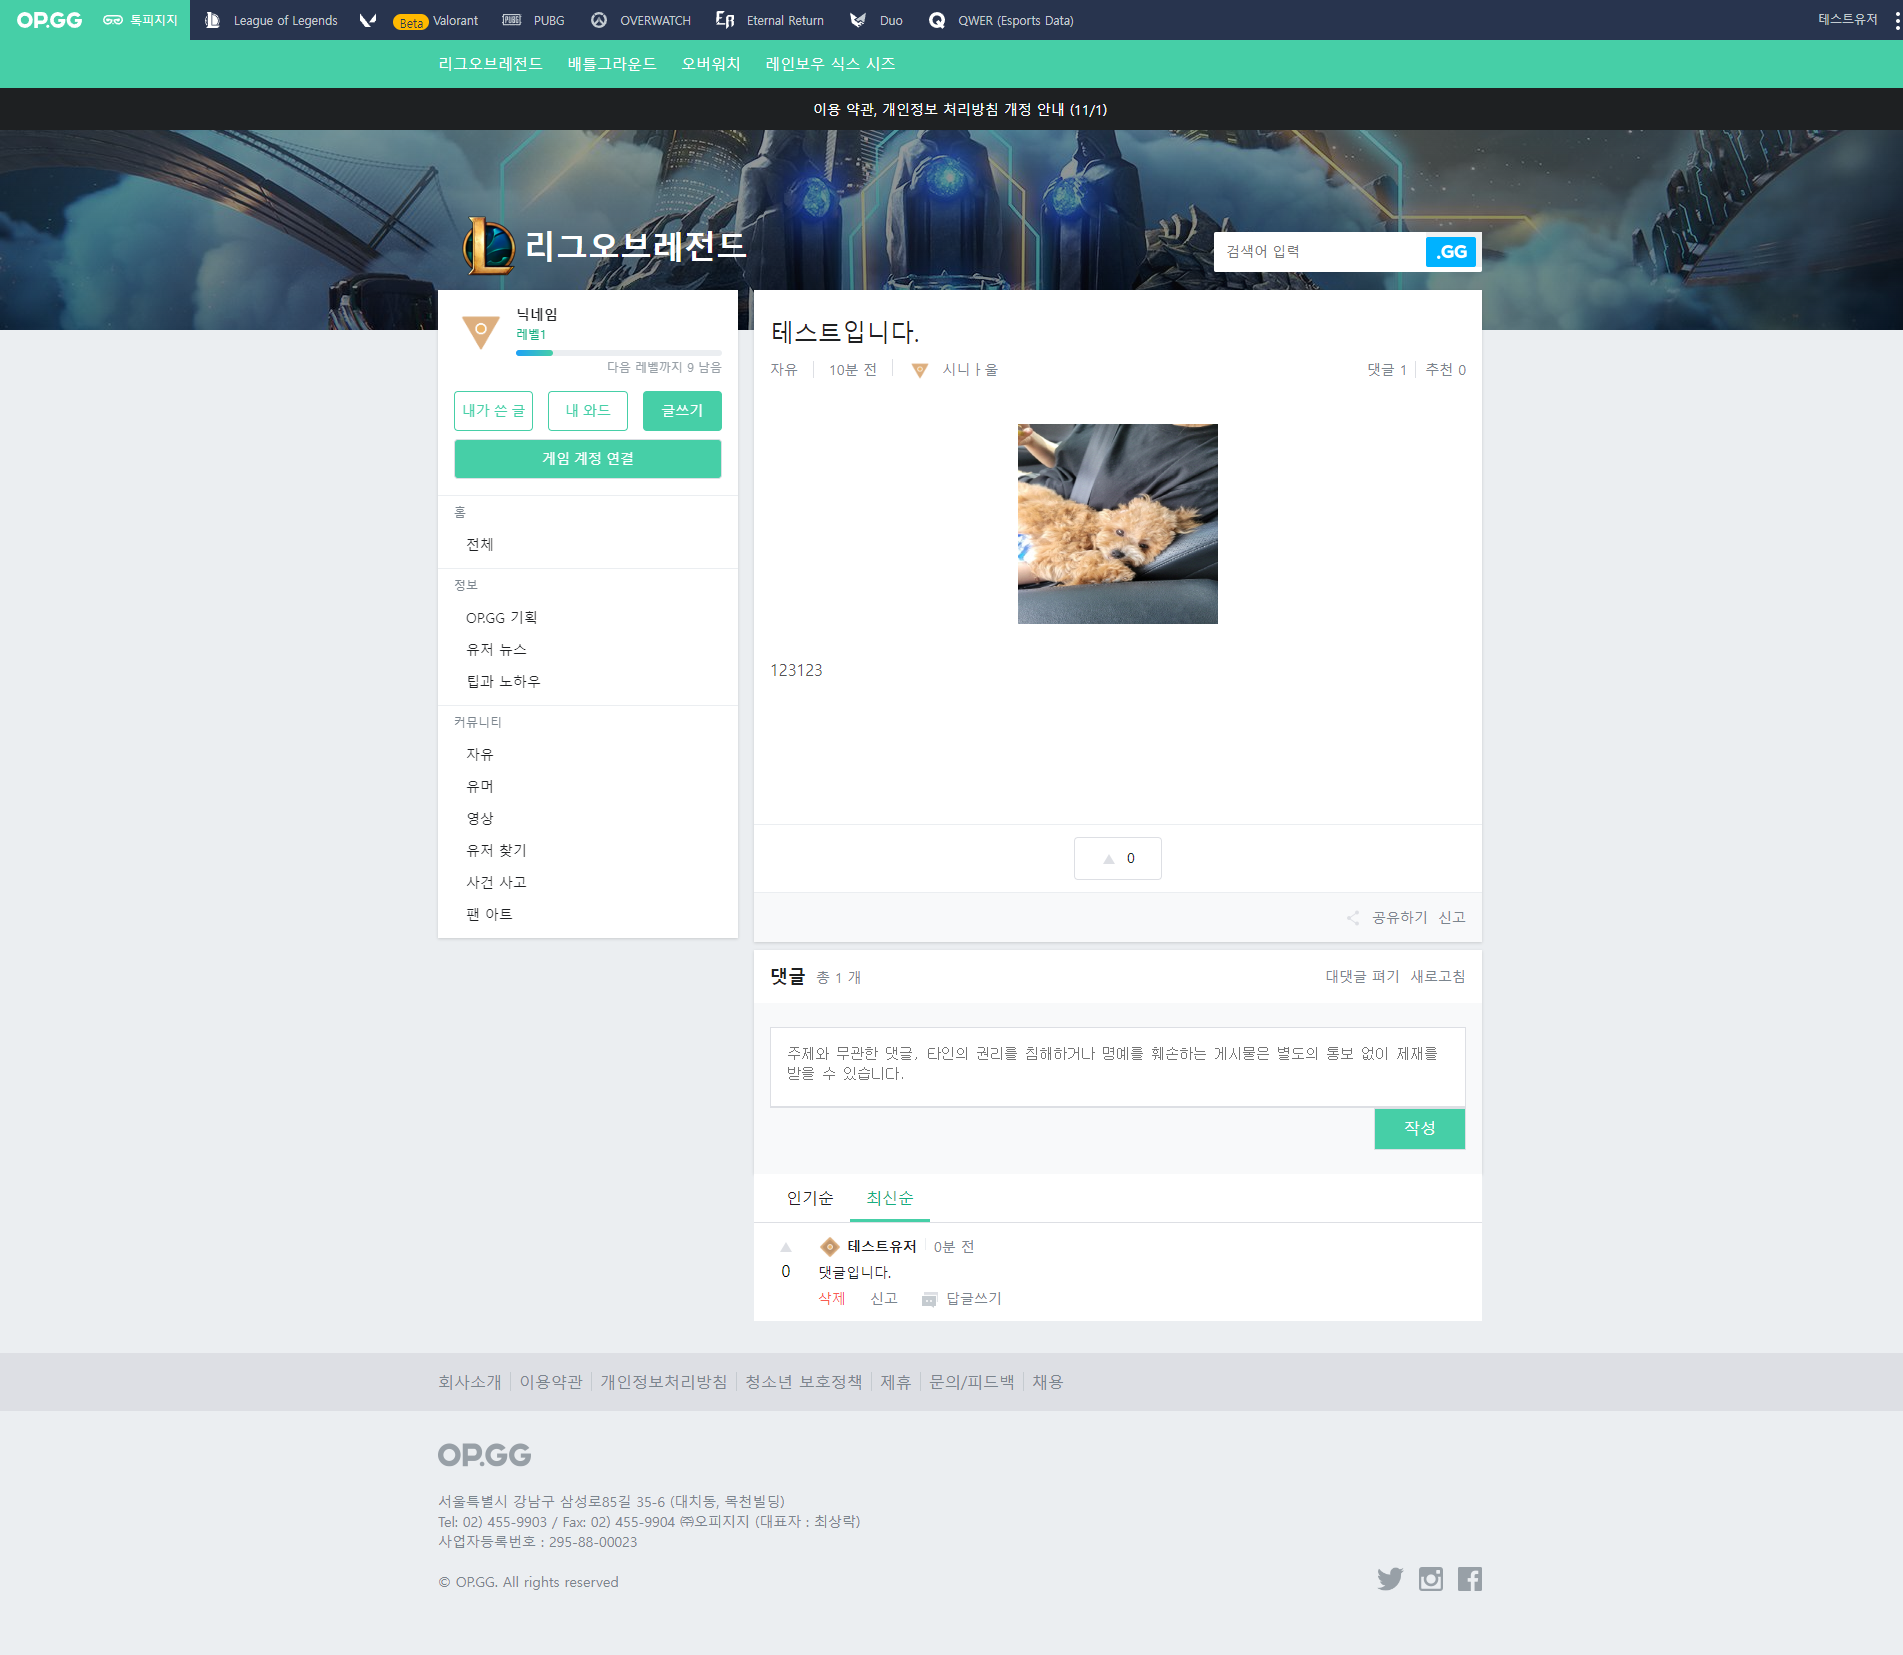 OP.GG 톡피지지 League of Legends Beta Valorant PUBG OVERWATCH Eternal Return Duo QWER (Esports Data) 테스트유저
리그오브레전드 배틀그라운드 오버워치 레인보우 식스 시즈
이용 약관, 개인정보 처리방침 개정 안내 (11/1)
리그오브레전드
검색어 입력 .GG
닉네임
레벨1
다음 레벨까지 9 남음
내가 쓴 글 내 와드 글쓰기
게임 계정 연결
홈
전체
정보
OP.GG 기획
유저 뉴스
팁과 노하우
커뮤니티
자유
유머
영상
유저 찾기
사건 사고
팬 아트
테스트입니다.
자유 10분 전 시니ㅏ울 댓글 1 추천 0
123123
0
공유하기 신고
댓글 총 1 개 대댓글 펴기 새로고침
주제와 무관한 댓글, 타인의 권리를 침해하거나 명예를 훼손하는 게시물은 별도의 통보 없이 제재를
받을 수 있습니다.
작성
인기순 최신순
테스트유저 0분 전
0 댓글입니다.
삭제 신고 답글쓰기
회사소개 이용약관 개인정보처리방침 청소년 보호정책 제휴 문의/피드백 채용
OP.GG
서울특별시 강남구 삼성로85길 35-6 (대치동, 목천빌딩)
Tel: 02) 455-9903 / Fax: 02) 455-9904 ㈜오피지지 (대표자 : 최상락)
사업자등록번호 : 295-88-00023
© OP.GG. All rights reserved